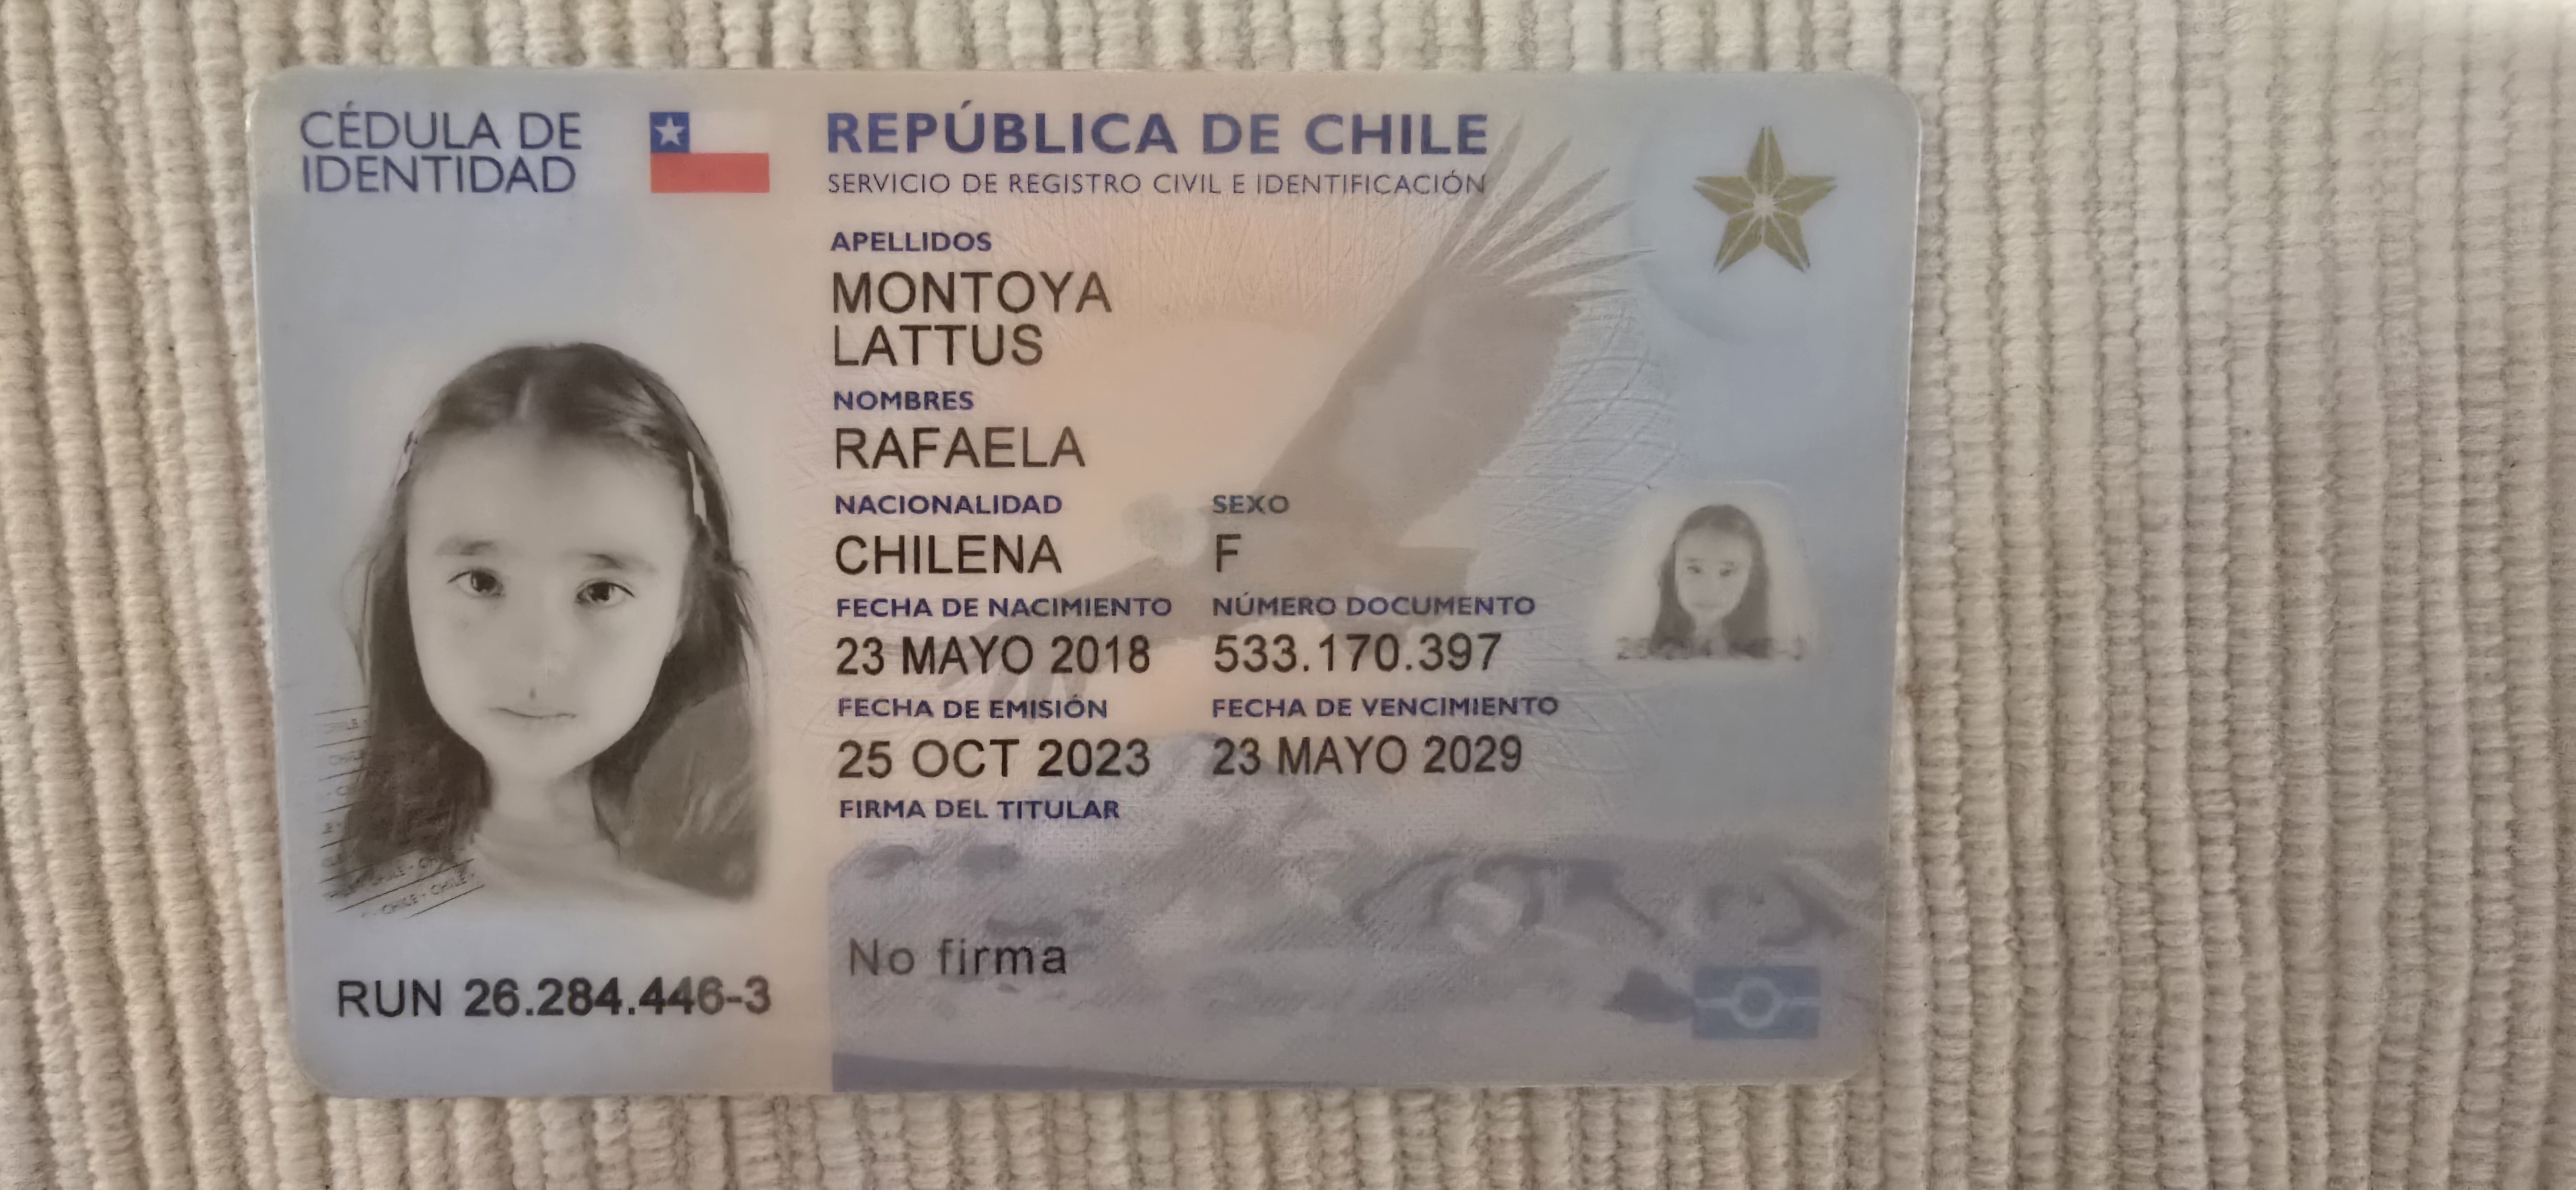 CÉDULA DE
IDENTIDAD
REPÚBLICA DE CHILE
SERVICIO DE REGISTRO CIVIL E IDENTIFICACIÓN
APELLIDOS
MONTOYA
LATTUS
NOMBRES
RAFAELA
NACIONALIDAD SEXO
CHILENA F
FECHA DE NACIMIENTO NÚMERO DOCUMENTO
23 MAYO 2018 533.170.397
FECHA DE EMISIÓN FECHA DE VENCIMIENTO
25 OCT 2023 23 MAYO 2029
FIRMA DEL TITULAR
No firma
RUN 26.284.446-3
CHILE
CHILE